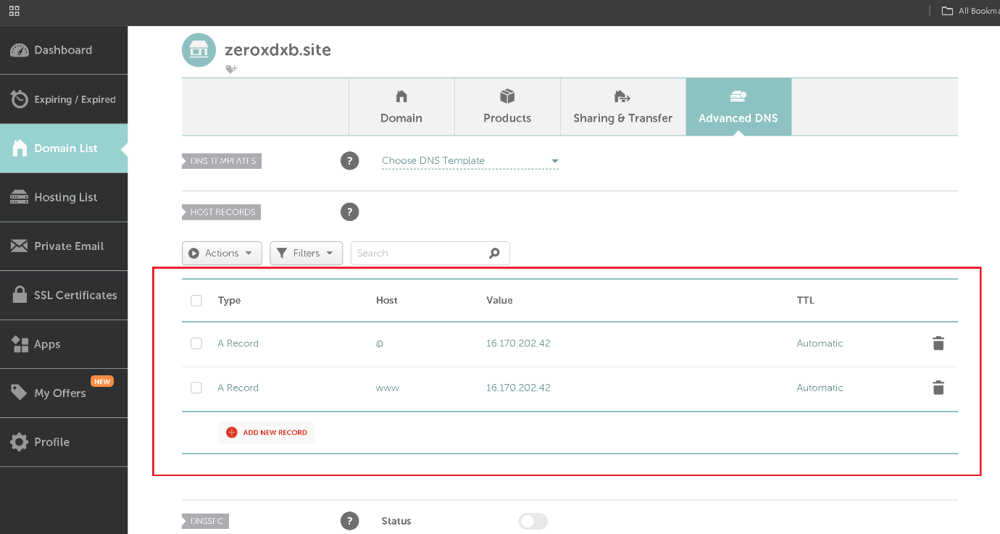 All Bookma
Dashboard
Expiring / Expired
Domain List
Hosting List
Private Email
SSL Certificates
Apps
NEW
My Offers
Profile
zeroxdxb.site
Domain
Products
Sharing & Transfer
Advanced DNS
DNS TEMPLATES
?
Choose DNS Template
HOST RECORDS
?
Actions
Filters
Search
Type Host Value TTL
A Record @ 16.170.202.42 Automatic
A Record www 16.170.202.42 Automatic
ADD NEW RECORD
DNSSEC
?
Status